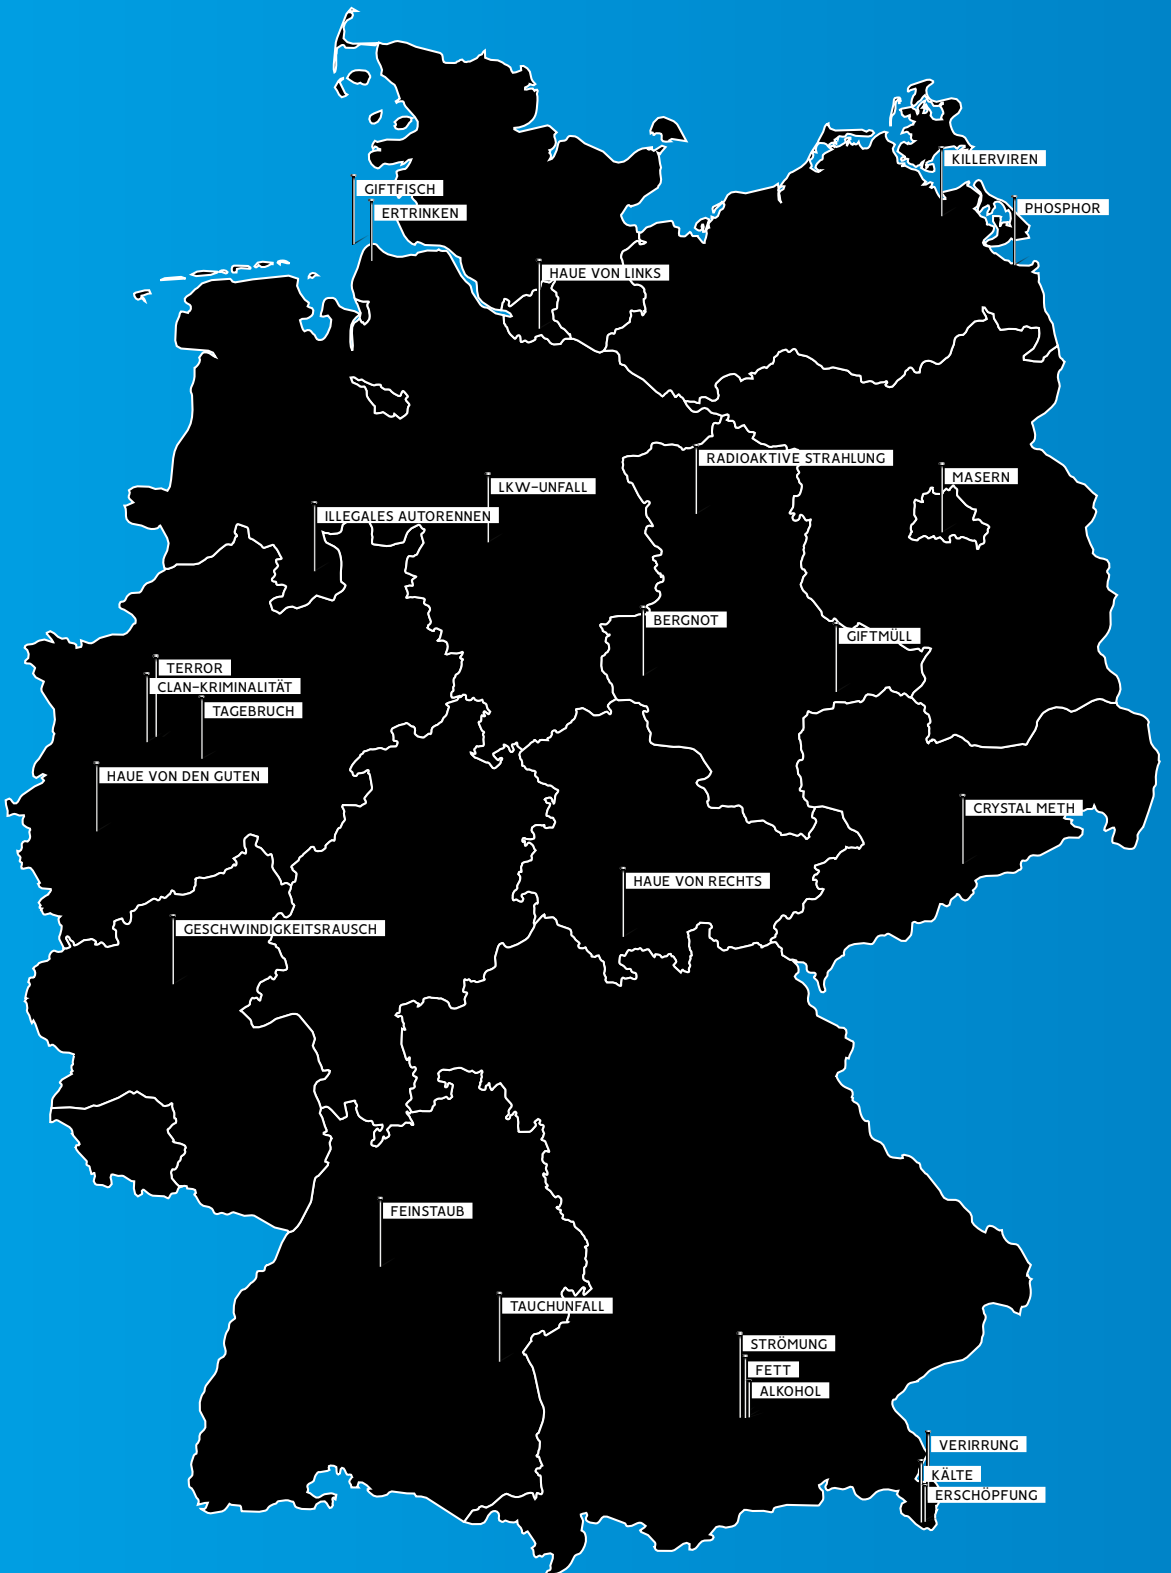 KILLERVIREN
GIFTFISCH
PHOSPHOR
ERTRINKEN
HAUE VON LINKS
RADIOAKTIVE STRAHLUNG
MASERN
LKW-UNFALL
ILLEGALES AUTORENNEN
BERGNOT
GIFTMÜLL
TERROR
CLAN-KRIMINALITÄT
TAGEBRUCH
HAUE VON DEN GUTEN
CRYSTAL METH
HAUE VON RECHTS
GESCHWINDIGKEITSRAUSCH
FEINSTAUB
TAUCHUNFALL
STRÖMUNG
FETT
ALKOHOL
VERIRRUNG
KÄLTE
ERSCHÖPFUNG